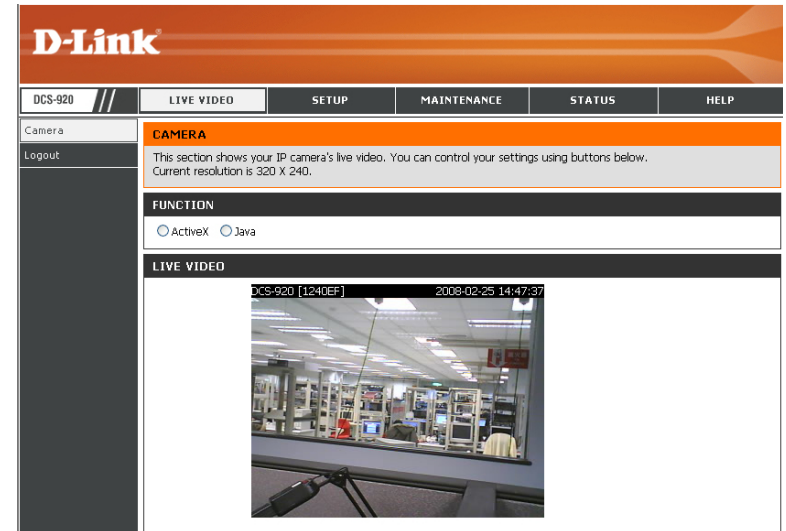 D-Link
DCS-920 LIVE VIDEO SETUP MAINTENANCE STATUS HELP
Camera
Logout
CAMERA
This section shows your IP camera's live video. You can control your settings using buttons below.
Current resolution is 320 X 240.
FUNCTION
ActiveX Java
LIVE VIDEO
DCS-920 [1240EF] 2008-02-25 14:47:37